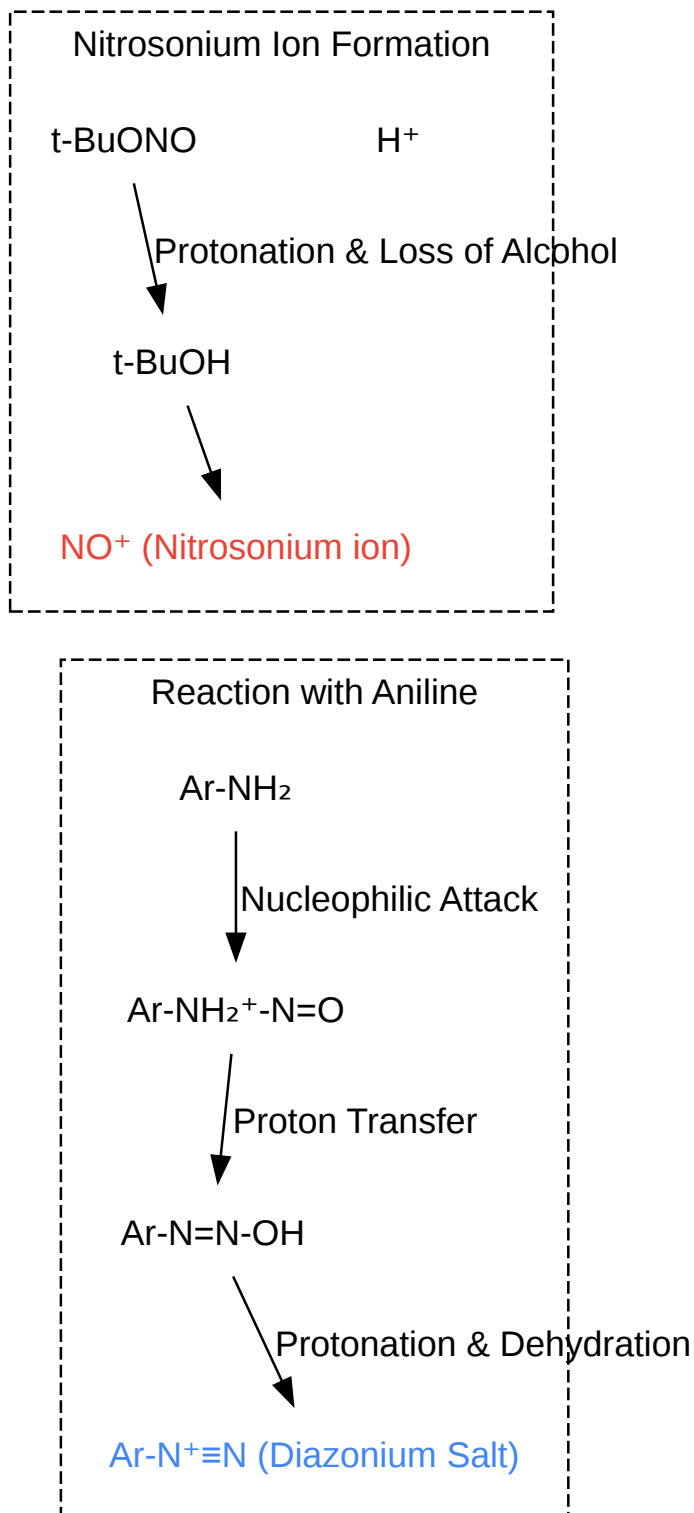 Nitrosonium Ion Formation
t-BuONO H⁺
Protonation & Loss of Alcohol
t-BuOH
NO⁺ (Nitrosonium ion)
Reaction with Aniline
Ar-NH₂
Nucleophilic Attack
Ar-NH₂⁺-N=O
Proton Transfer
Ar-N=N-OH
Protonation & Dehydration
Ar-N⁺≡N (Diazonium Salt)